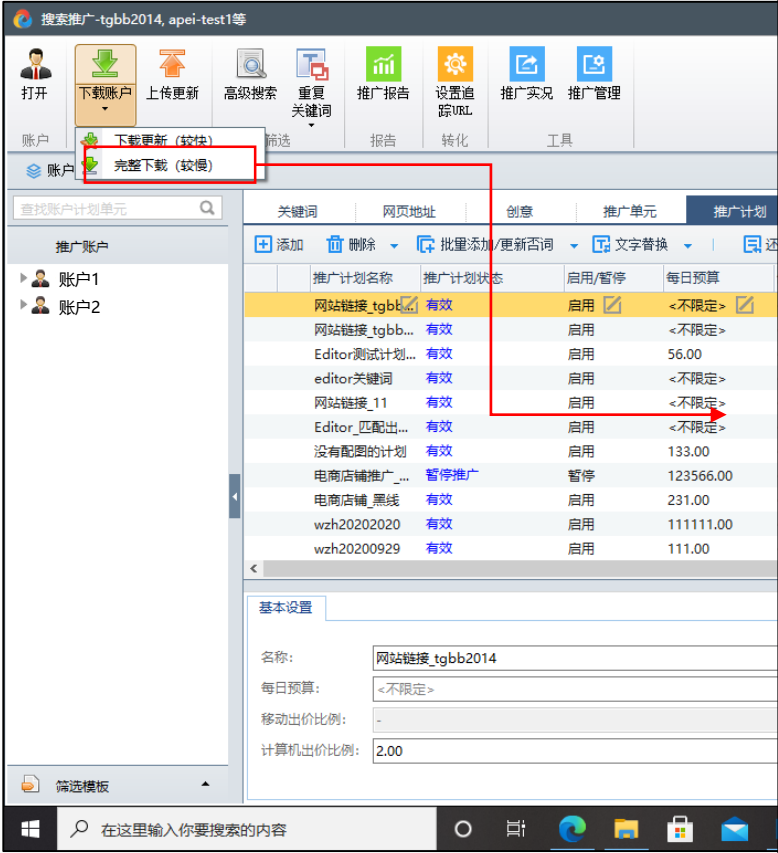 搜索推广-tgbb2014, apei-test1等
打开
下载账户
上传更新
高级搜索
重复
关键词
推广报告
设置追
踪URL
推广实况
推广管理
账户
筛选
报告
转化
工具
下载更新（较快）
完整下载（较慢）
账户
查找账户计划单元
推广账户
账户1
账户2
筛选模板
关键词
网页地址
创意
推广单元
推广计划
添加
删除
批量添加/更新否词
文字替换
还
推广计划名称 推广计划状态 启用/暂停 每日预算
网站链接_tgbb... 有效 启用 <不限定>
网站链接_tgbb... 有效 启用 <不限定>
Editor测试计划... 有效 启用 56.00
editor关键词 有效 启用 <不限定>
网站链接_11 有效 启用 <不限定>
Editor_匹配出... 有效 启用 <不限定>
没有配图的计划 有效 启用 133.00
电商店铺推广_... 暂停推广 暂停 123566.00
电商店铺_黑线 有效 启用 231.00
wzh20202020 有效 启用 111111.00
wzh20200929 有效 启用 111.00
基本设置
名称: 网站链接_tgbb2014
每日预算: <不限定>
移动出价比例: -
计算机出价比例: 2.00
在这里输入你要搜索的内容